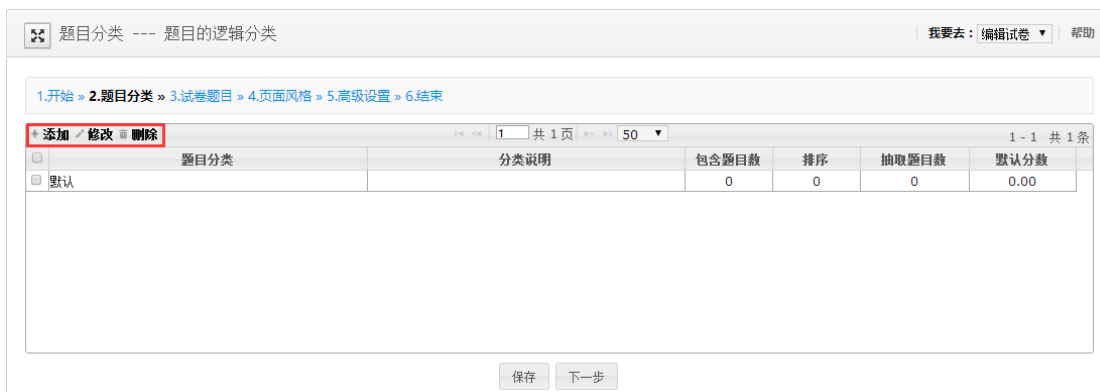 题目分类 --- 题目的逻辑分类
我要去： 编辑试卷 ▼ 帮助
1.开始 » 2.题目分类 » 3.试卷题目 » 4.页面风格 » 5.高级设置 » 6.结束
添加 修改 删除 1 共 1 页 50 ▼ 1 - 1 共 1 条
题目分类 分类说明 包含题目数 排序 抽取题目数 默认分数
默认 0 0 0 0.00
保存 下一步